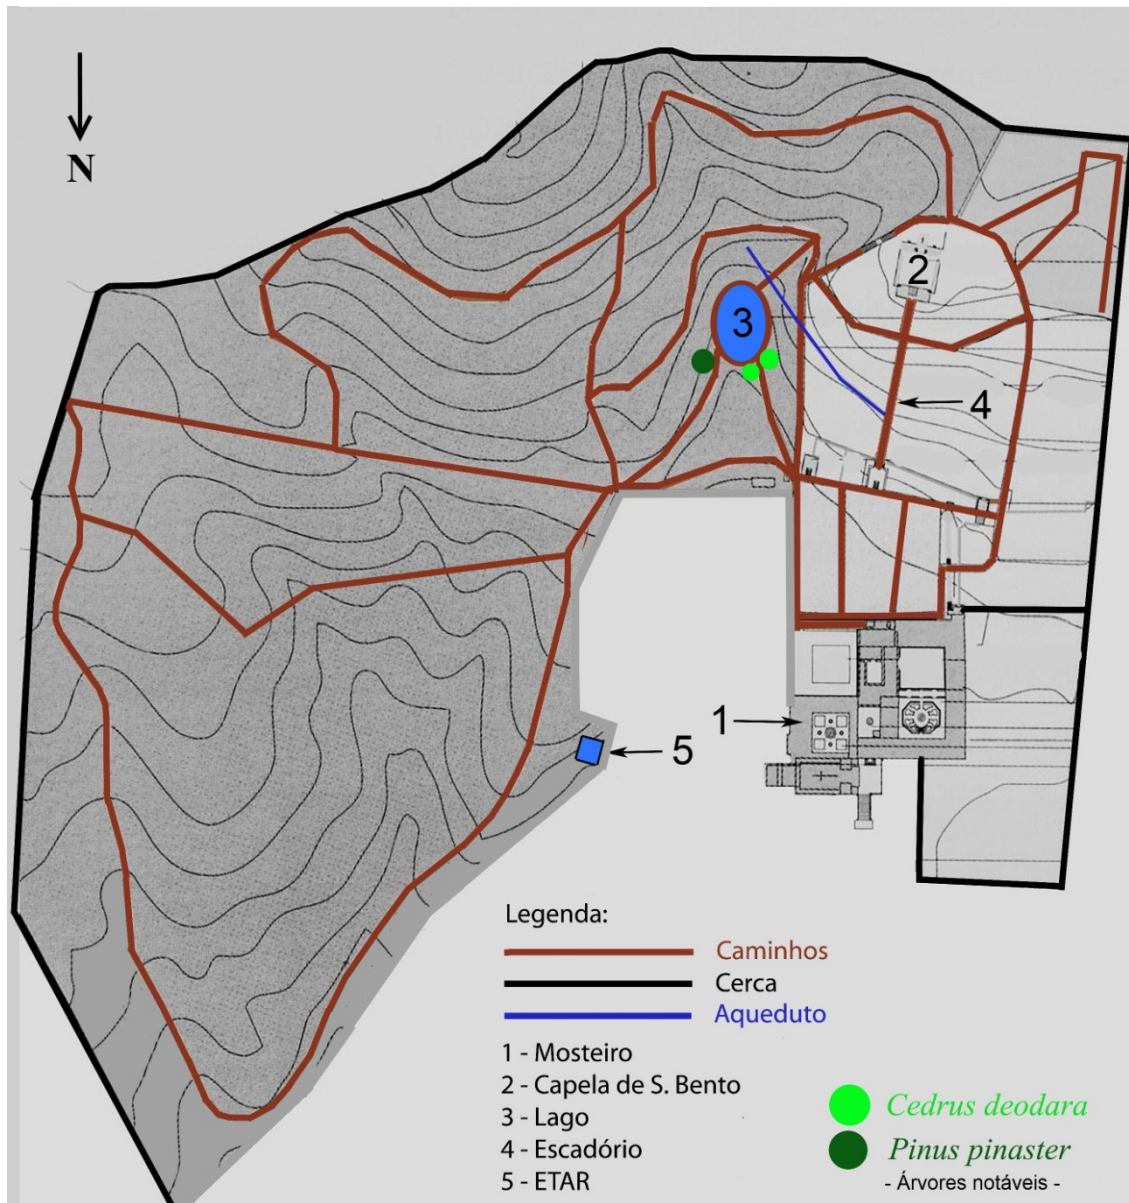 N
2
3
4
1
5
Legenda:
Caminhos
Cerca
Aqueduto
1 - Mosteiro
2 - Capela de S. Bento
3 - Lago
4 - Escadório
5 - ETAR
Cedrus deodara
Pinus pinaster
- Árvores notáveis -